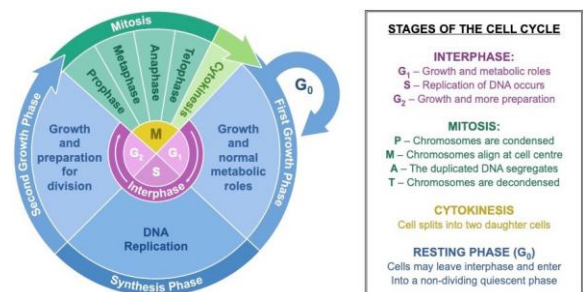 Mitosis
Prophase
Metaphase
Anaphase
Telophase
Cytokinesis
G₀
Second Growth Phase
Growth
and
preparation
for
division
M
G₂
G₁
S
Interphase
Growth
and
normal
metabolic
roles
First Growth Phase
DNA
Replication
Synthesis Phase
STAGES OF THE CELL CYCLE
INTERPHASE:
G₁ – Growth and metabolic roles
S – Replication of DNA occurs
G₂ – Growth and more preparation
MITOSIS:
P – Chromosomes are condensed
M – Chromosomes align at cell centre
A – The duplicated DNA segregates
T – Chromosomes are decondensed
CYTOKINESIS
Cell splits into two daughter cells
RESTING PHASE (G₀)
Cells may leave interphase and enter
Into a non-dividing quiescent phase